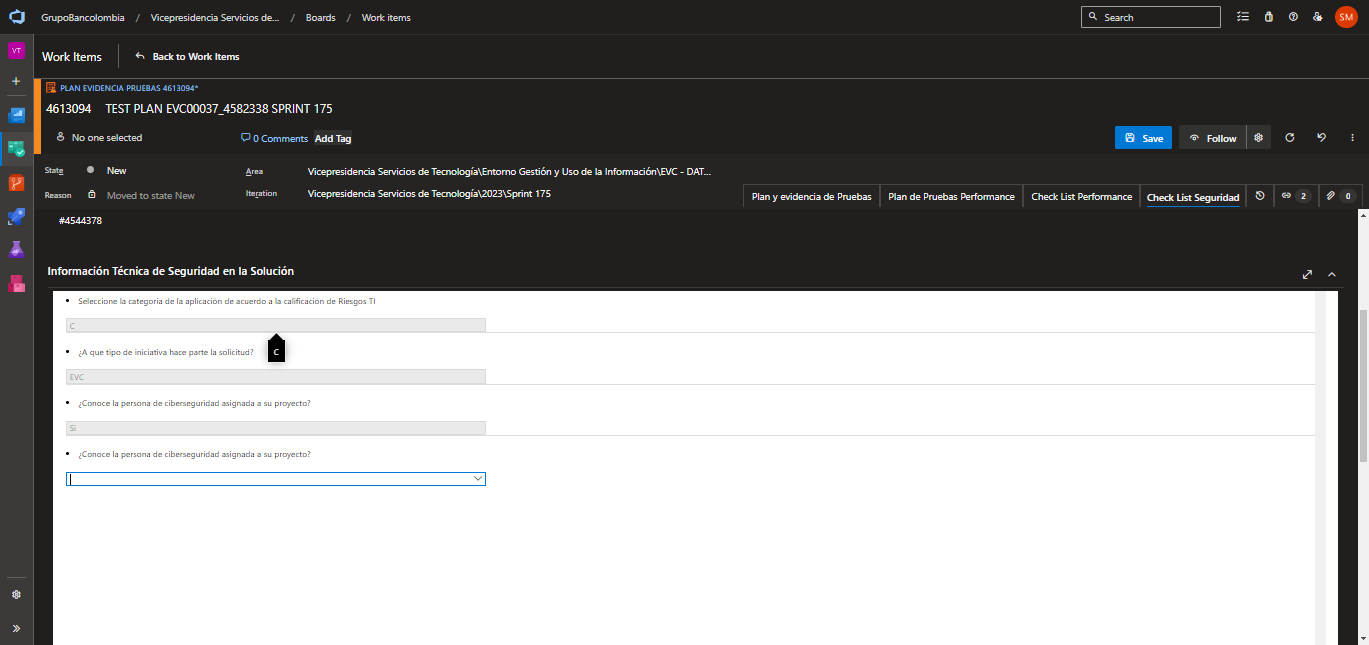 GrupoBancolombia / Vicepresidencia Servicios de... / Boards / Work items
Search
SM
VT
Work Items
Back to Work Items
PLAN EVIDENCIA PRUEBAS 4613094*
4613094 TEST PLAN EVC00037_4582338 SPRINT 175
No one selected
0 Comments
Add Tag
Save
Follow
State New
Area Vicepresidencia Servicios de Tecnología\Entorno Gestión y Uso de la Información\EVC - DAT...
Reason Moved to state New
Iteration Vicepresidencia Servicios de Tecnología\2023\Sprint 175
Plan y evidencia de Pruebas
Plan de Pruebas Performance
Check List Performance
Check List Seguridad
2
0
#4544378
Información Técnica de Seguridad en la Solución
• Seleccione la categoria de la aplicación de acuerdo a la calificación de Riesgos TI
C
• ¿A que tipo de iniciativa hace parte la solicitud?
C
EVC
• ¿Conoce la persona de ciberseguridad asignada a su proyecto?
Si
• ¿Conoce la persona de ciberseguridad asignada a su proyecto?